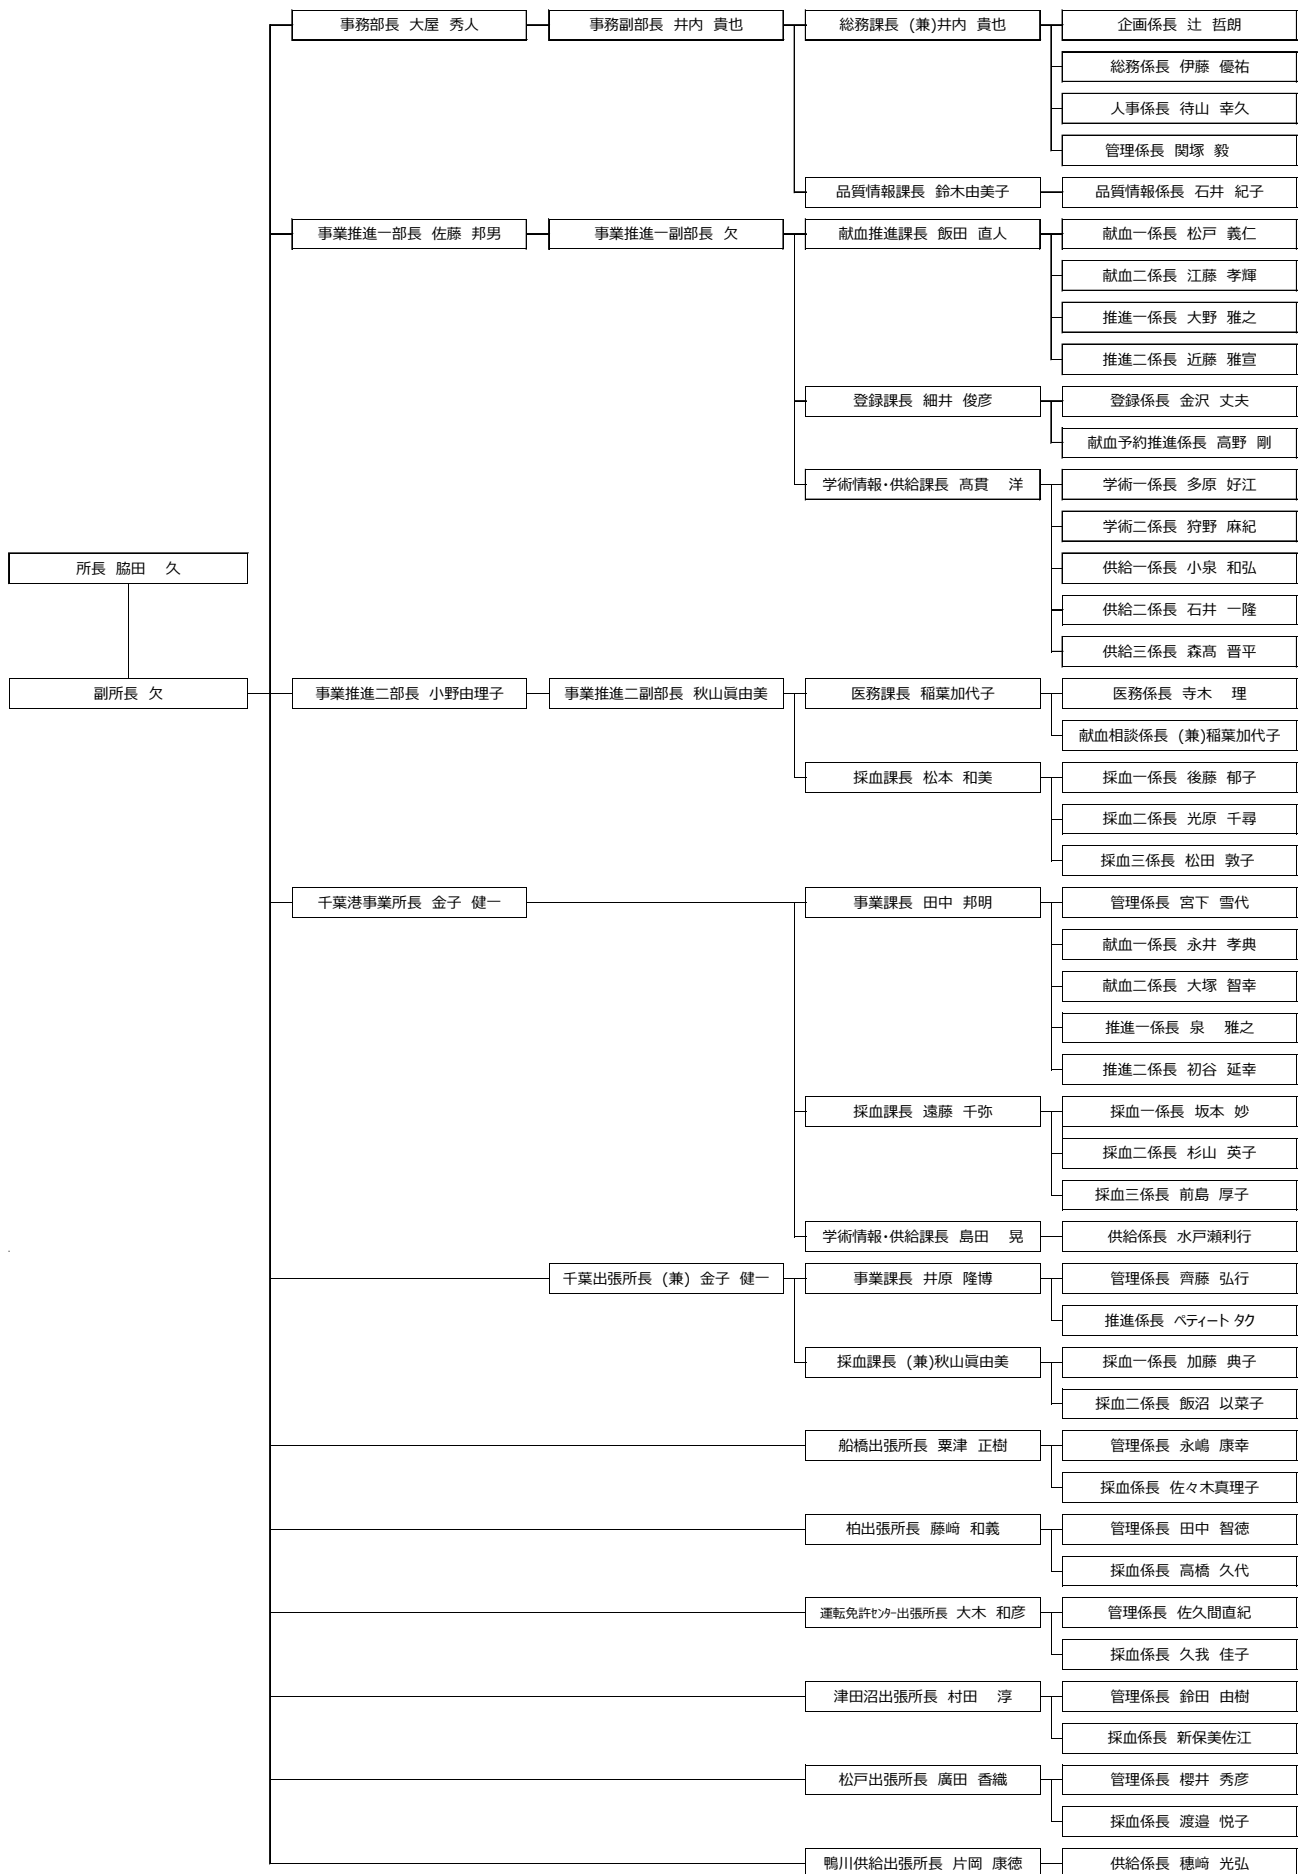 事務部長 大屋 秀人
事務副部長 井内 貴也
総務課長 (兼)井内 貴也
企画係長 辻 哲朗
総務係長 伊藤 優祐
人事係長 待山 幸久
管理係長 関塚 毅
品質情報課長 鈴木由美子
品質情報係長 石井 紀子
事業推進一部長 佐藤 邦男
事業推進一副部長 欠
献血推進課長 飯田 直人
献血一係長 松戸 義仁
献血二係長 江藤 孝輝
推進一係長 大野 雅之
推進二係長 近藤 雅宣
登録課長 細井 俊彦
登録係長 金沢 丈夫
献血予約推進係長 高野 剛
学術情報・供給課長 髙貫 洋
学術一係長 多原 好江
学術二係長 狩野 麻紀
所長 脇田 久
供給一係長 小泉 和弘
供給二係長 石井 一隆
供給三係長 森髙 晋平
副所長 欠
事業推進二部長 小野由理子
事業推進二副部長 秋山眞由美
医務課長 稲葉加代子
医務係長 寺木 理
献血相談係長 (兼)稲葉加代子
採血課長 松本 和美
採血一係長 後藤 郁子
採血二係長 光原 千尋
採血三係長 松田 敦子
千葉港事業所長 金子 健一
事業課長 田中 邦明
管理係長 宮下 雪代
献血一係長 永井 孝典
献血二係長 大塚 智幸
推進一係長 泉 雅之
推進二係長 初谷 延幸
採血課長 遠藤 千弥
採血一係長 坂本 妙
採血二係長 杉山 英子
採血三係長 前島 厚子
学術情報・供給課長 島田 晃
供給係長 水戸瀬利行
千葉出張所長 (兼) 金子 健一
事業課長 井原 隆博
管理係長 齊藤 弘行
推進係長 ペティート タク
採血課長 (兼)秋山眞由美
採血一係長 加藤 典子
採血二係長 飯沼 以菜子
船橋出張所長 粟津 正樹
管理係長 永嶋 康幸
採血係長 佐々木真理子
柏出張所長 藤﨑 和義
管理係長 田中 智徳
採血係長 高橋 久代
運転免許ｾﾝﾀｰ出張所長 大木 和彦
管理係長 佐久間直紀
採血係長 久我 佳子
津田沼出張所長 村田 淳
管理係長 鈴田 由樹
採血係長 新保美佐江
松戸出張所長 廣田 香織
管理係長 櫻井 秀彦
採血係長 渡邉 悦子
鴨川供給出張所長 片岡 康徳
供給係長 穂﨑 光弘